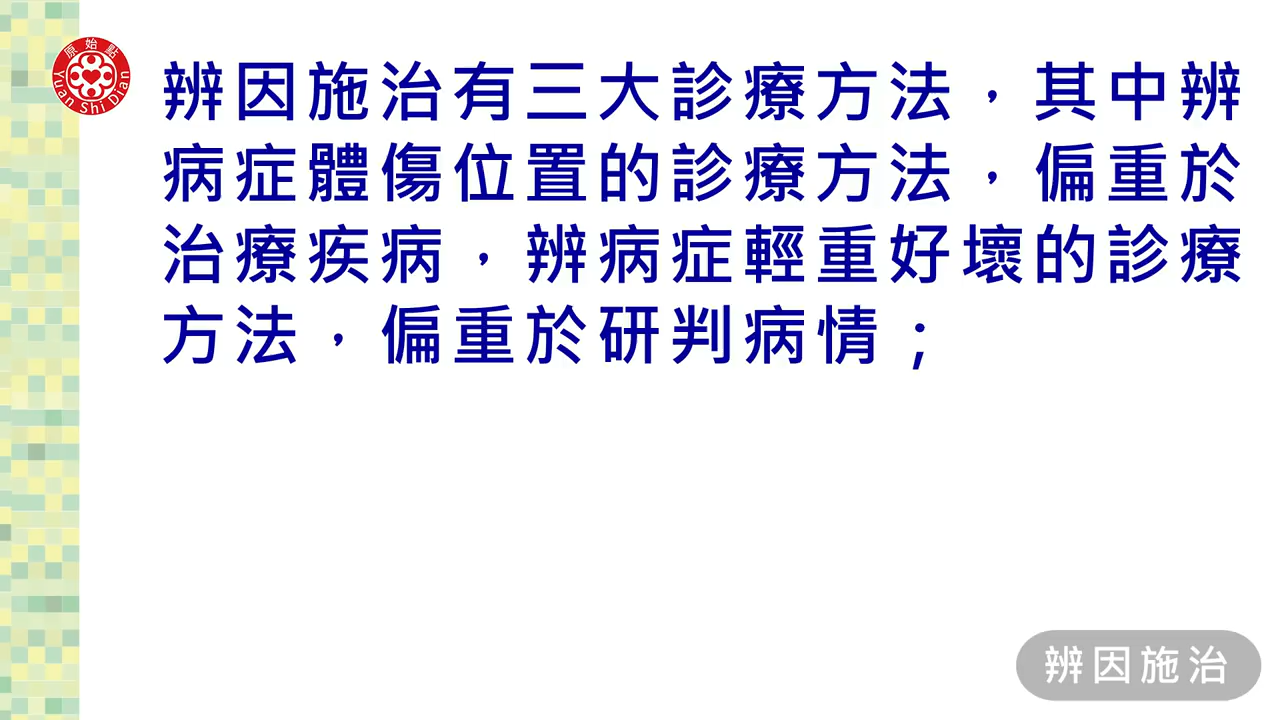 原始點
Yuan Shi Dian
辨因施治有三大診療方法，其中辨
病症體傷位置的診療方法，偏重於
治療疾病，辨病症輕重好壞的診療
方法，偏重於研判病情；
辨因施治